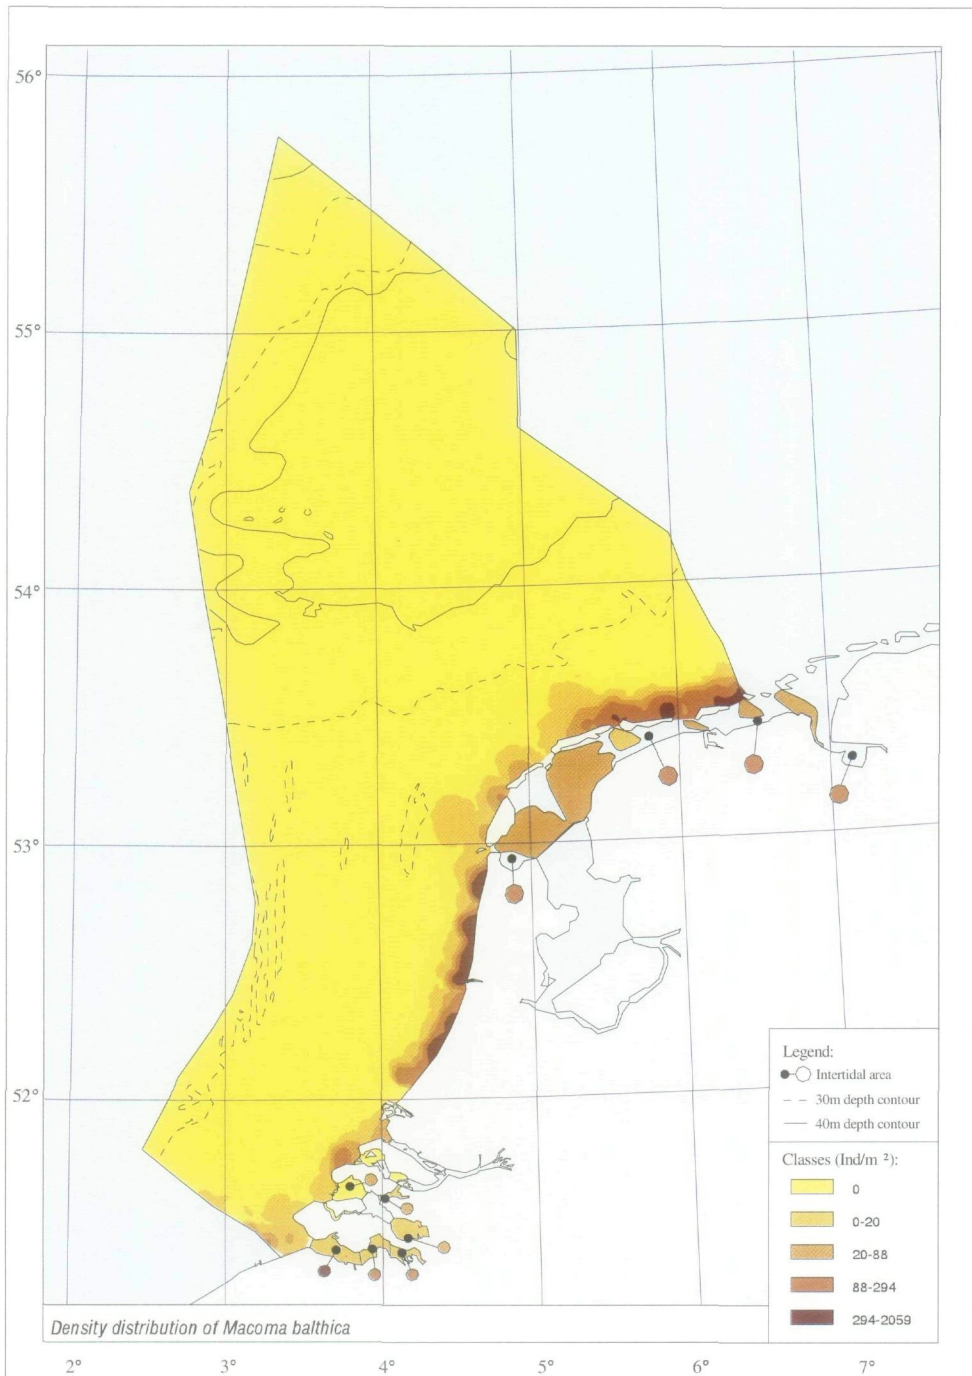 56°
55°
54°
53°
52°
Legend:
Intertidal area
30m depth contour
40m depth contour
Classes (Ind/m ²):
0
0-20
20-88
88-294
294-2059
Density distribution of Macoma balthica
2° 3° 4° 5° 6° 7°